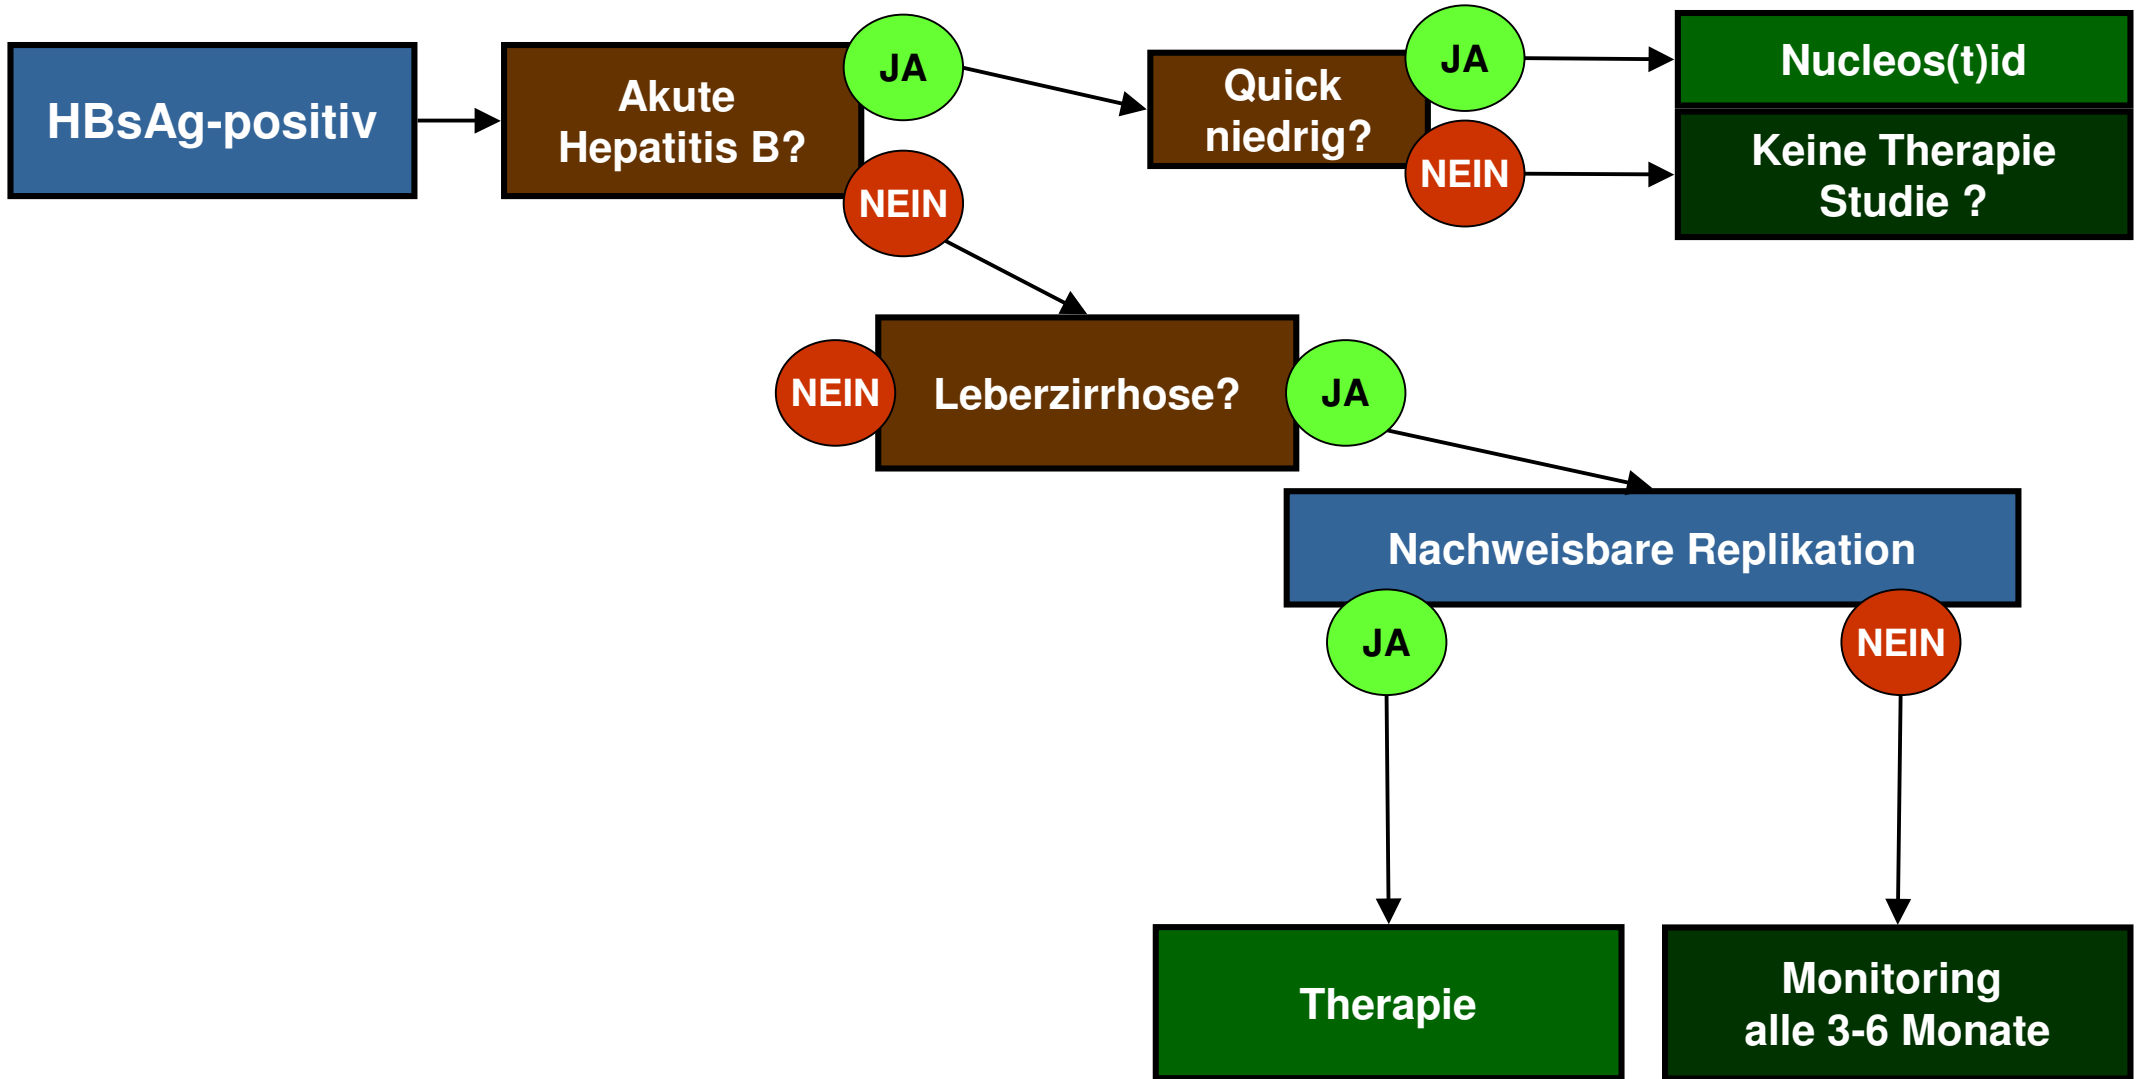 HBsAg-positiv
Akute
Hepatitis B?
JA
NEIN
Quick
niedrig?
JA
NEIN
Nucleos(t)id
Keine Therapie
Studie ?
NEIN
Leberzirrhose?
JA
Nachweisbare Replikation
JA
NEIN
Therapie
Monitoring
alle 3-6 Monate